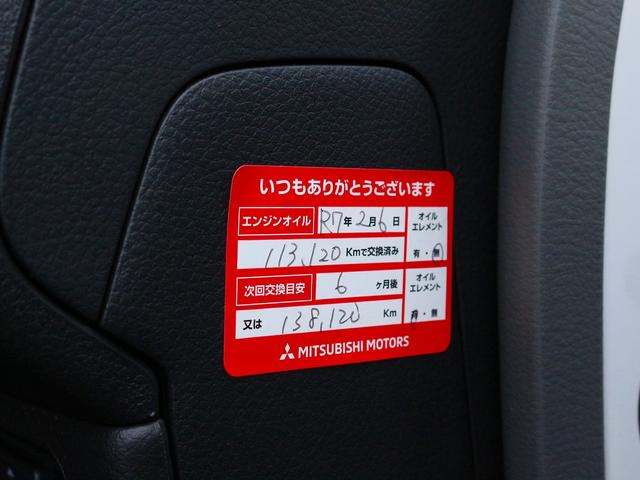 いつもありがとうございます
エンジンオイル R7年2月6日
オイル
エレメント
113,120 Kmで交換済み
有・無
次回交換目安 6 ヶ月後
オイル
エレメント
又は 138,120 Km
有・無
MITSUBISHI MOTORS